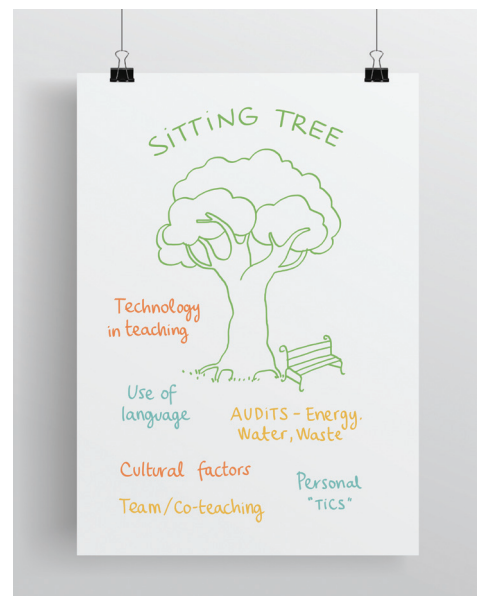 SiTTiNG TREE
Technology
in teaching
Use of
language
AUDiTS - Energy.
Water, Waste
Cultural factors
Personal
"TiCS"
Team/Co-teaching